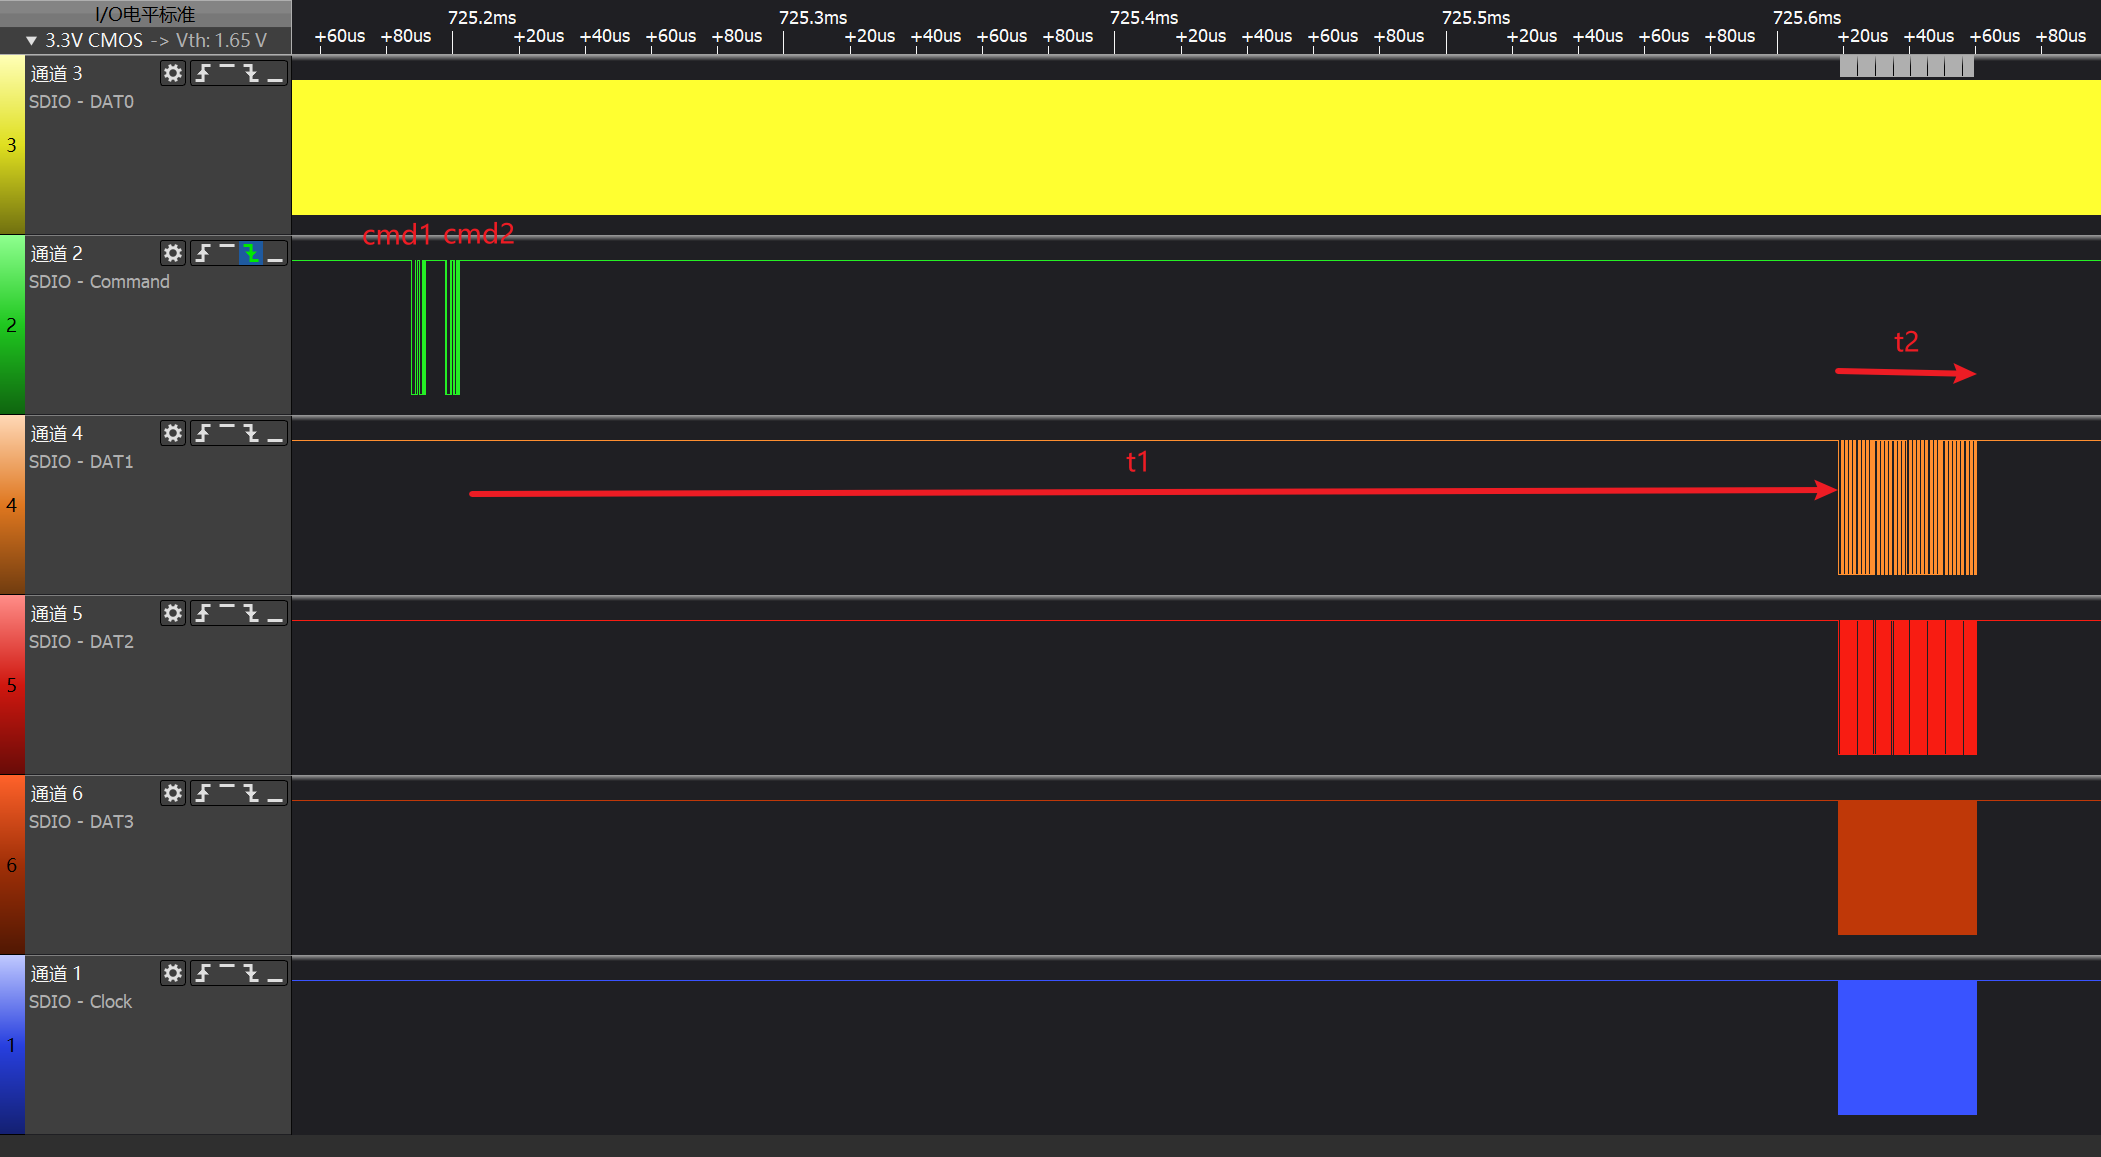 I/O电平标准
▼ 3.3V CMOS -> Vth: 1.65 V
725.2ms 725.3ms 725.4ms 725.5ms 725.6ms
+60us +80us +20us +40us +60us +80us +20us +40us +60us +80us +20us +40us +60us +80us +20us +40us +60us +80us +20us +40us +60us +80us
通道 3
SDIO - DAT0
3
cmd1 cmd2
通道 2
SDIO - Command
2
t2
通道 4
SDIO - DAT1
4
t1
通道 5
SDIO - DAT2
5
通道 6
SDIO - DAT3
6
通道 1
SDIO - Clock
1